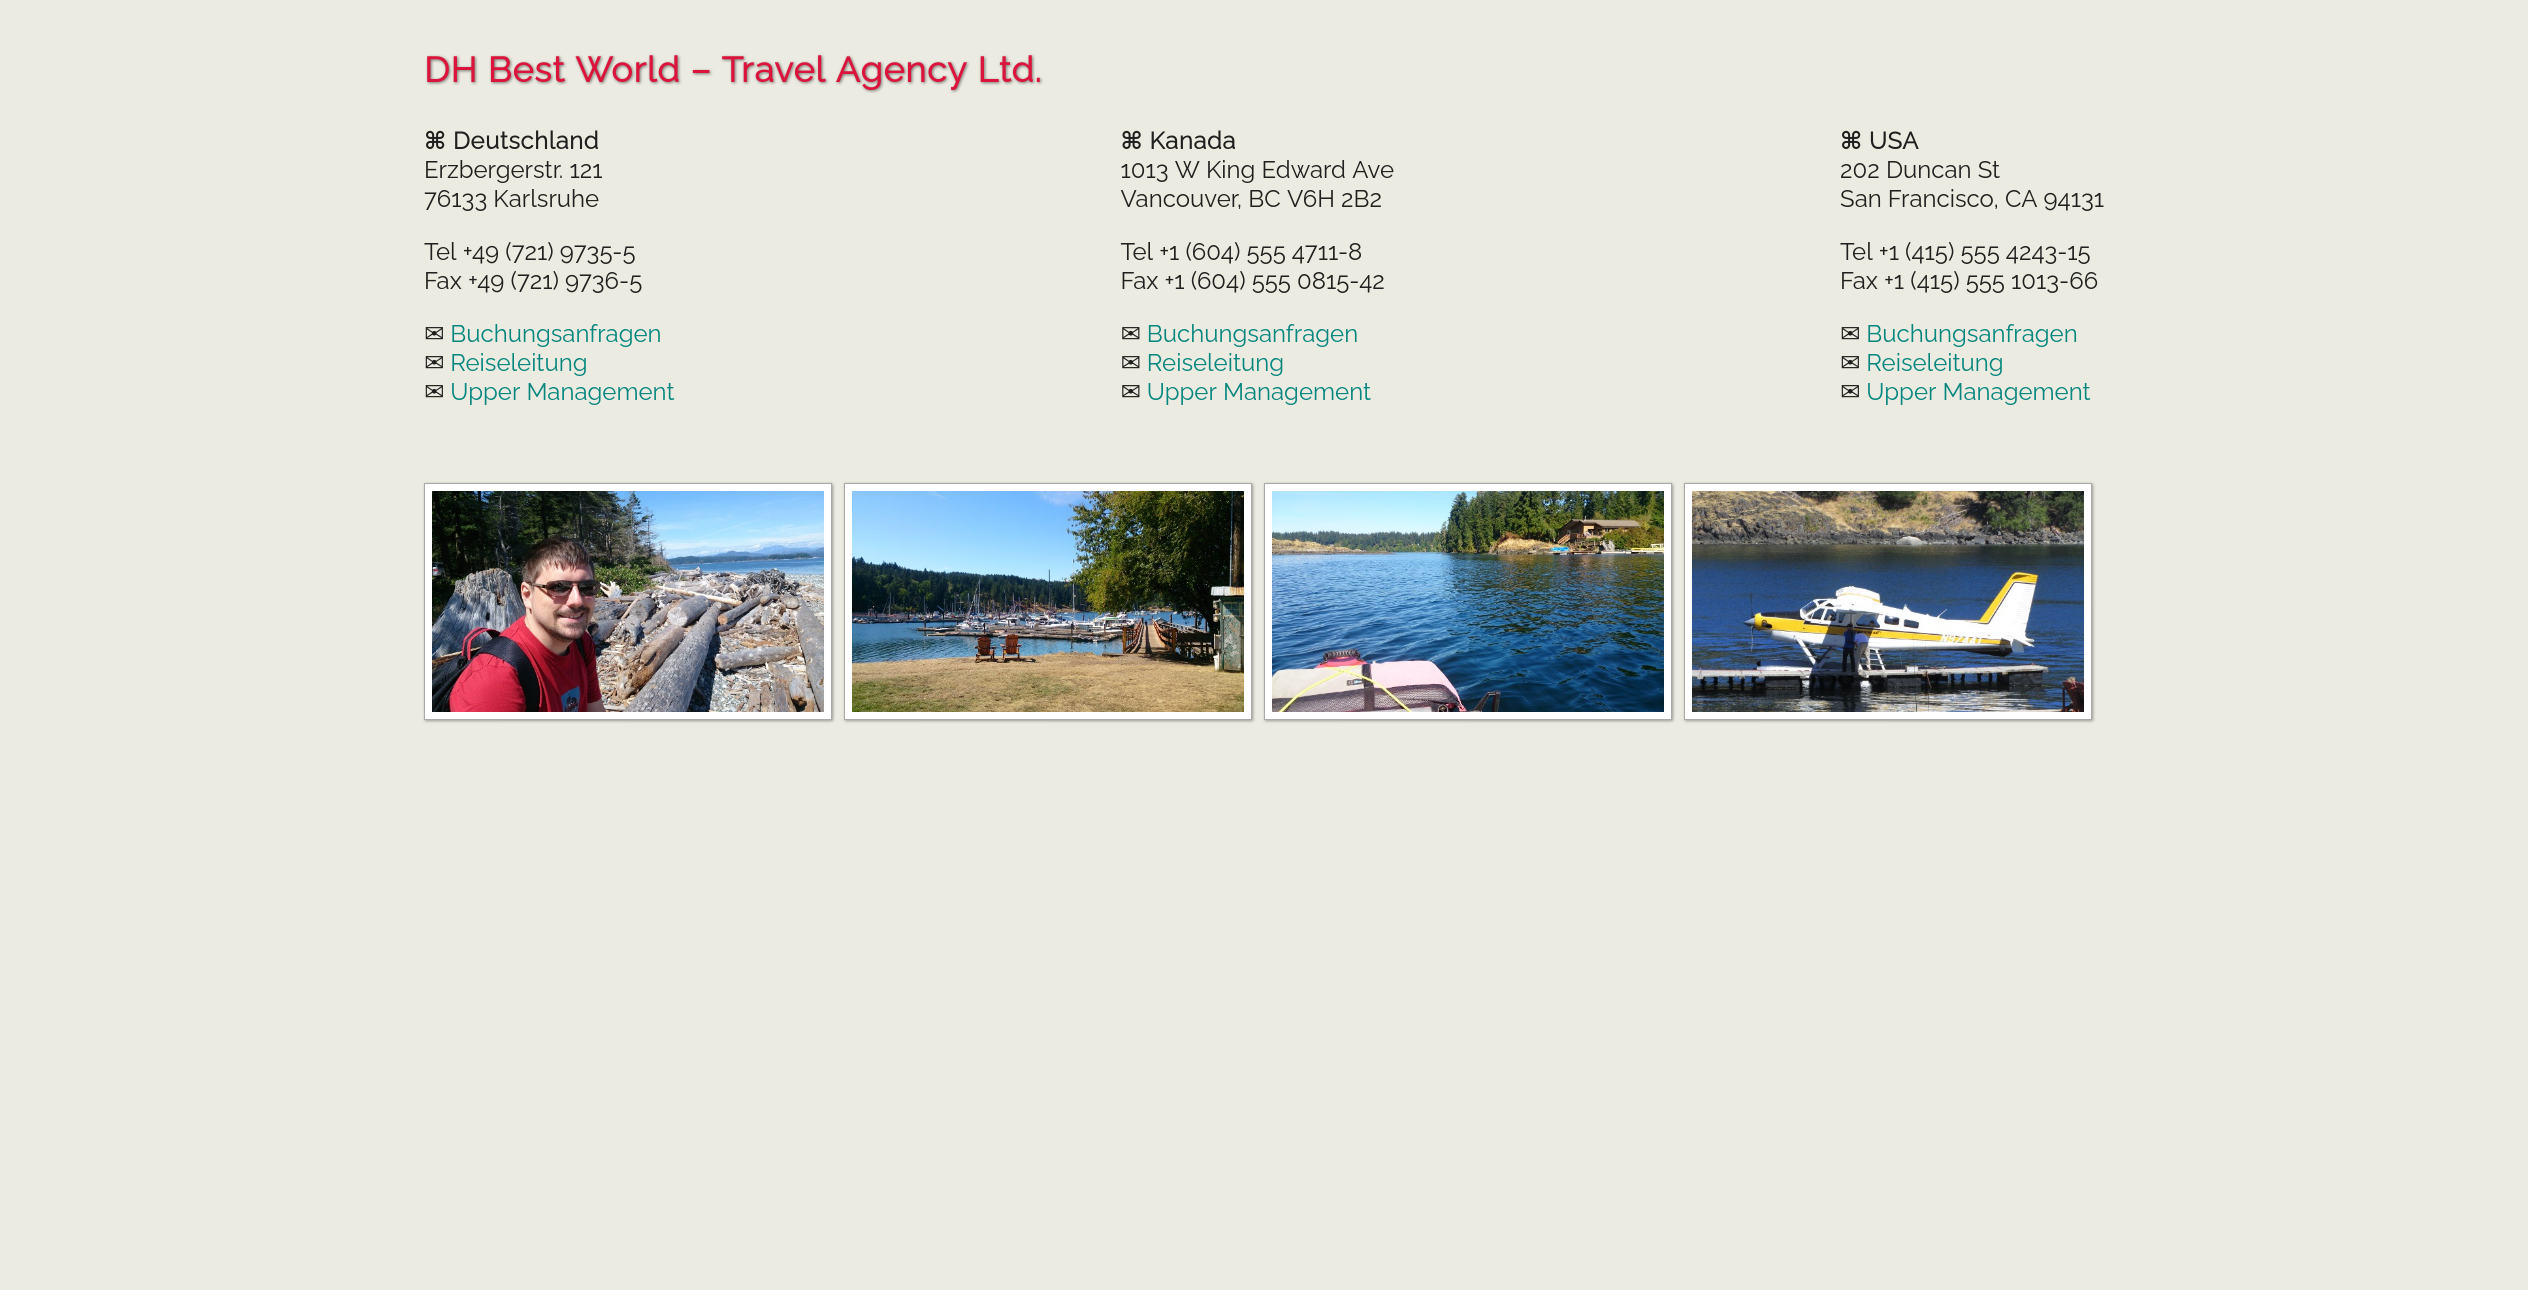 DH Best World – Travel Agency Ltd.
⌘ Deutschland
Erzbergerstr. 121
76133 Karlsruhe
Tel +49 (721) 9735-5
Fax +49 (721) 9736-5
✉ Buchungsanfragen
✉ Reiseleitung
✉ Upper Management
⌘ Kanada
1013 W King Edward Ave
Vancouver, BC V6H 2B2
Tel +1 (604) 555 4711-8
Fax +1 (604) 555 0815-42
✉ Buchungsanfragen
✉ Reiseleitung
✉ Upper Management
⌘ USA
202 Duncan St
San Francisco, CA 94131
Tel +1 (415) 555 4243-15
Fax +1 (415) 555 1013-66
✉ Buchungsanfragen
✉ Reiseleitung
✉ Upper Management